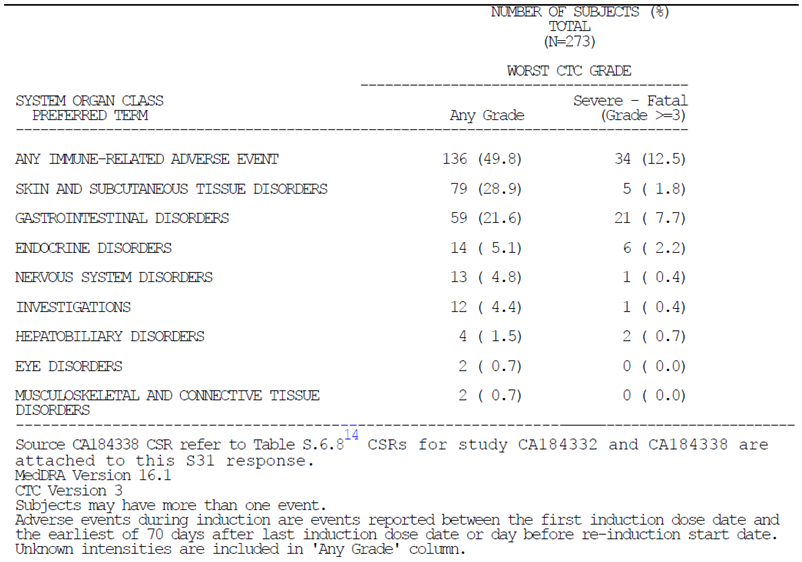 NUMBER OF SUBJECTS (%)
TOTAL
(N=273)
WORST CTC GRADE
SYSTEM ORGAN CLASS
PREFERRED TERM
Any Grade
Severe - Fatal
(Grade >=3)
ANY IMMUNE-RELATED ADVERSE EVENT 136 (49.8) 34 (12.5)
SKIN AND SUBCUTANEOUS TISSUE DISORDERS 79 (28.9) 5 ( 1.8)
GASTROINTESTINAL DISORDERS 59 (21.6) 21 ( 7.7)
ENDOCRINE DISORDERS 14 ( 5.1) 6 ( 2.2)
NERVOUS SYSTEM DISORDERS 13 ( 4.8) 1 ( 0.4)
INVESTIGATIONS 12 ( 4.4) 1 ( 0.4)
HEPATOBILIARY DISORDERS 4 ( 1.5) 2 ( 0.7)
EYE DISORDERS 2 ( 0.7) 0 ( 0.0)
MUSCULOSKELETAL AND CONNECTIVE TISSUE 2 ( 0.7) 0 ( 0.0)
DISORDERS
Source CA184338 CSR refer to Table S.6.8 14 CSRs for study CA184332 and CA184338 are
attached to this S31 response.
MedDRA Version 16.1
CTC Version 3
Subjects may have more than one event.
Adverse events during induction are events reported between the first induction dose date and
the earliest of 70 days after last induction dose date or day before re-induction start date.
Unknown intensities are included in 'Any Grade' column.